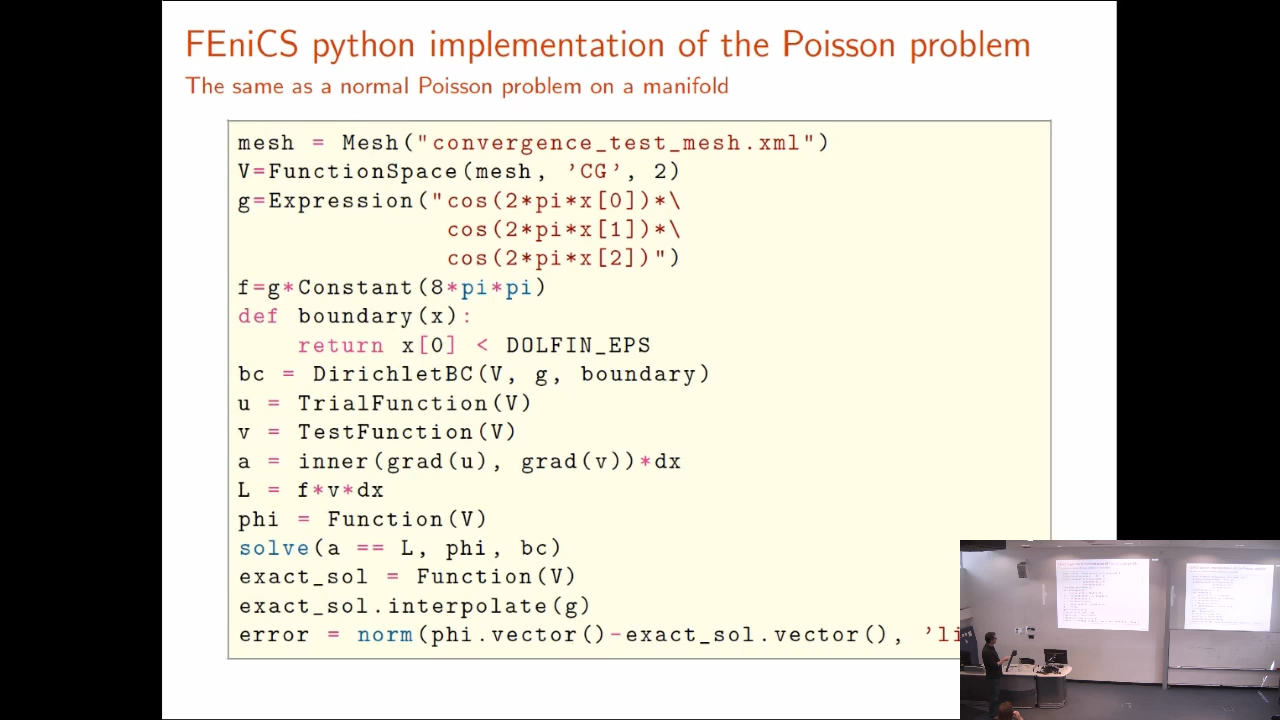 FEniCS python implementation of the Poisson problem
The same as a normal Poisson problem on a manifold
mesh = Mesh("convergence_test_mesh.xml")
V=FunctionSpace(mesh, 'CG', 2)
g=Expression("cos(2*pi*x[0])*\
cos(2*pi*x[1])*\
cos(2*pi*x[2])")
f=g*Constant(8*pi*pi)
def boundary(x):
return x[0] < DOLFIN_EPS
bc = DirichletBC(V, g, boundary)
u = TrialFunction(V)
v = TestFunction(V)
a = inner(grad(u), grad(v))*dx
L = f*v*dx
phi = Function(V)
solve(a == L, phi, bc)
exact_sol = Function(V)
exact_sol.interpolate(g)
error = norm(phi.vector()-exact_sol.vector(), 'li